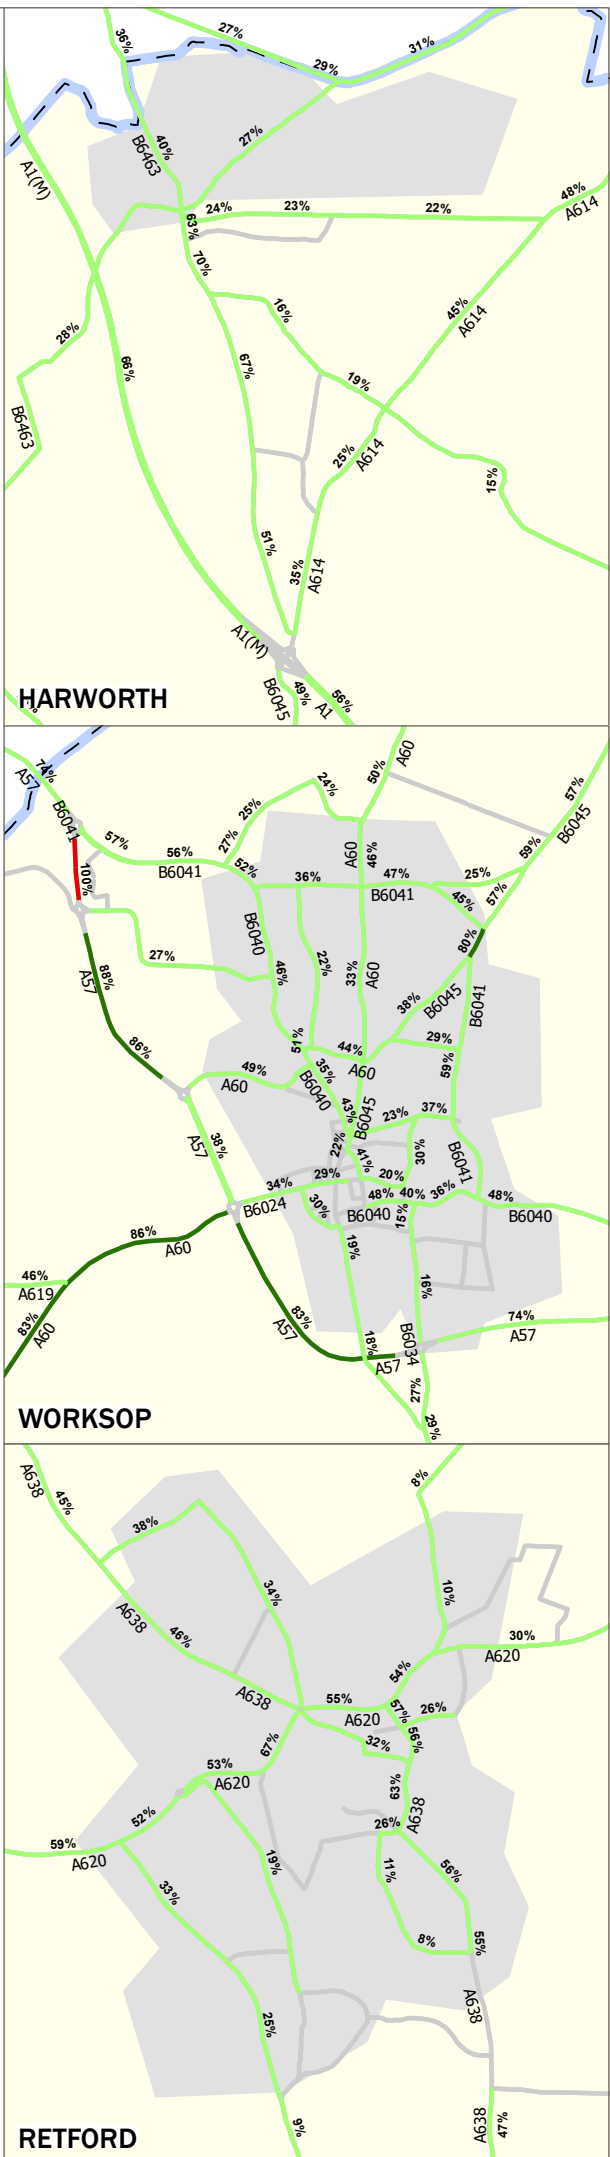 27%
36%
31%
29%
27%
40%
B6463
A1(M)
48%
A614
24%
23%
22%
63%
70%
16%
45%
A614
28%
66%
67%
19%
B6463
25%
A614
15%
51%
35%
A614
A1(M)
B6045
49%
A1
56%
HARWORTH
74%
A57
A60
50%
24%
57%
B6045
B6041
25%
57%
27%
56%
B6041
52%
A60
46%
59%
100%
36%
47%
B6041
25%
45%
57%
B6040
80%
27%
46%
22%
33%
A60
88%
A57
38%
B6045
B6041
86%
51%
44%
A60
29%
59%
49%
A60
35%
B6040
43%
B6045
23%
37%
38%
A57
22%
41%
30%
B6041
34%
B6024
29%
20%
30%
48%
40%
36%
48%
B6040
15%
B6040
86%
A60
19%
46%
A619
83%
A60
83%
A57
16%
74%
A57
18%
B6034
A57
27%
29%
WORKSOP
A638
45%
8%
38%
34%
10%
A638
46%
30%
A620
54%
A638
55%
A620
57%
26%
56%
67%
32%
53%
A620
63%
A638
52%
26%
59%
A620
19%
11%
56%
33%
8%
55%
A638
25%
9%
A638
47%
RETFORD